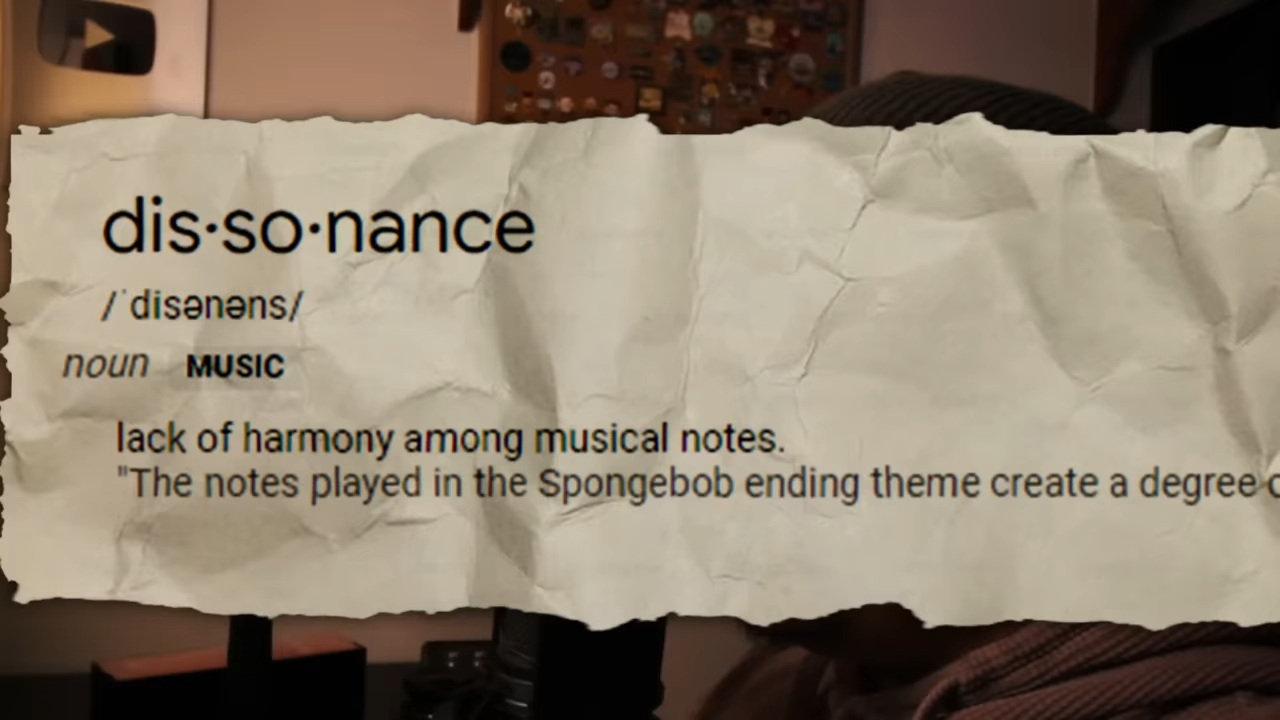 dis·so·nance
/ˈdisənəns/
noun MUSIC
lack of harmony among musical notes.
"The notes played in the Spongebob ending theme create a degree